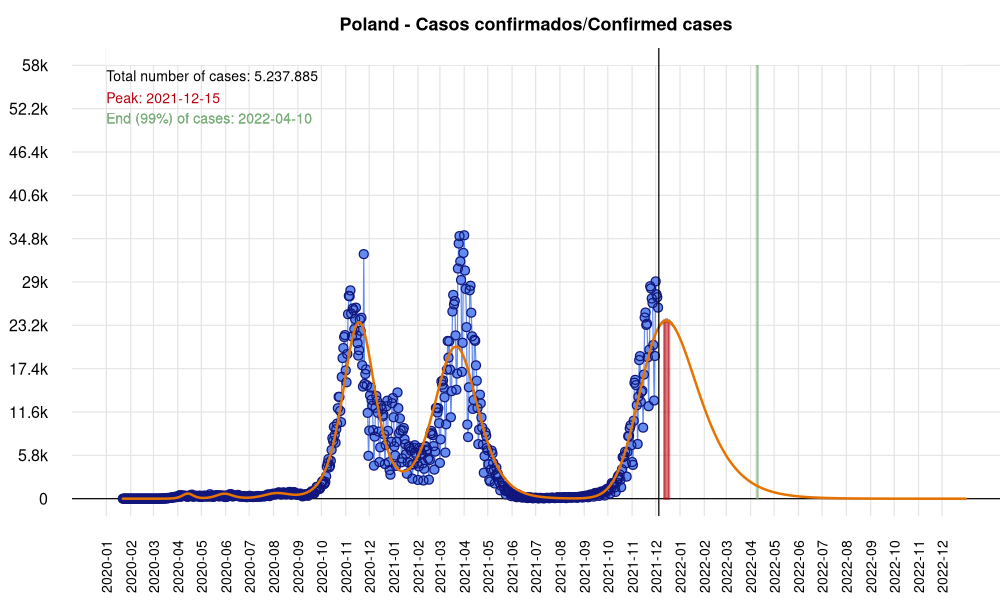 Poland - Casos confirmados/Confirmed cases
Total number of cases: 5.237.885
Peak: 2021-12-15
End (99%) of cases: 2022-04-10
58k
52.2k
46.4k
40.6k
34.8k
29k
23.2k
17.4k
11.6k
5.8k
0
2020-01
2020-02
2020-03
2020-04
2020-05
2020-06
2020-07
2020-08
2020-09
2020-10
2020-11
2020-12
2021-01
2021-02
2021-03
2021-04
2021-06
2021-07
2021-08
2021-09
2021-10
2021-11
2021-12
2022-01
2022-02
2022-03
2022-04
2022-05
2022-06
2022-07
2022-08
2022-09
2022-10
2022-11
2022-12